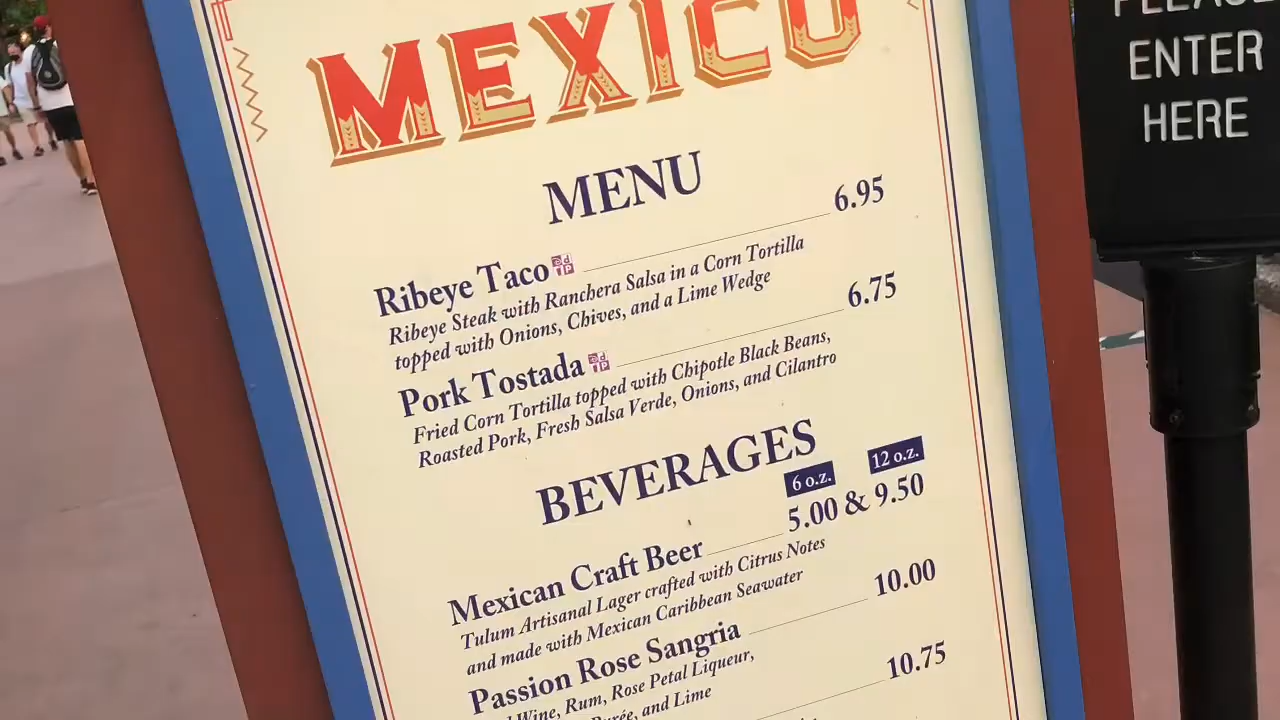 MEXICO
MENU
Ribeye Taco 6.95
Ribeye Steak with Ranchera Salsa in a Corn Tortilla
topped with Onions, Chives, and a Lime Wedge
Pork Tostada 6.75
Fried Corn Tortilla topped with Chipotle Black Beans,
Roasted Pork, Fresh Salsa Verde, Onions, and Cilantro
BEVERAGES
6 o.z. 12 o.z.
Mexican Craft Beer 5.00 & 9.50
Tulum Artisanal Lager crafted with Citrus Notes
and made with Mexican Caribbean Seawater
Passion Rose Sangria 10.00
Wine, Rum, Rose Petal Liqueur,
Purée, and Lime
10.75
PLEASE
ENTER
HERE